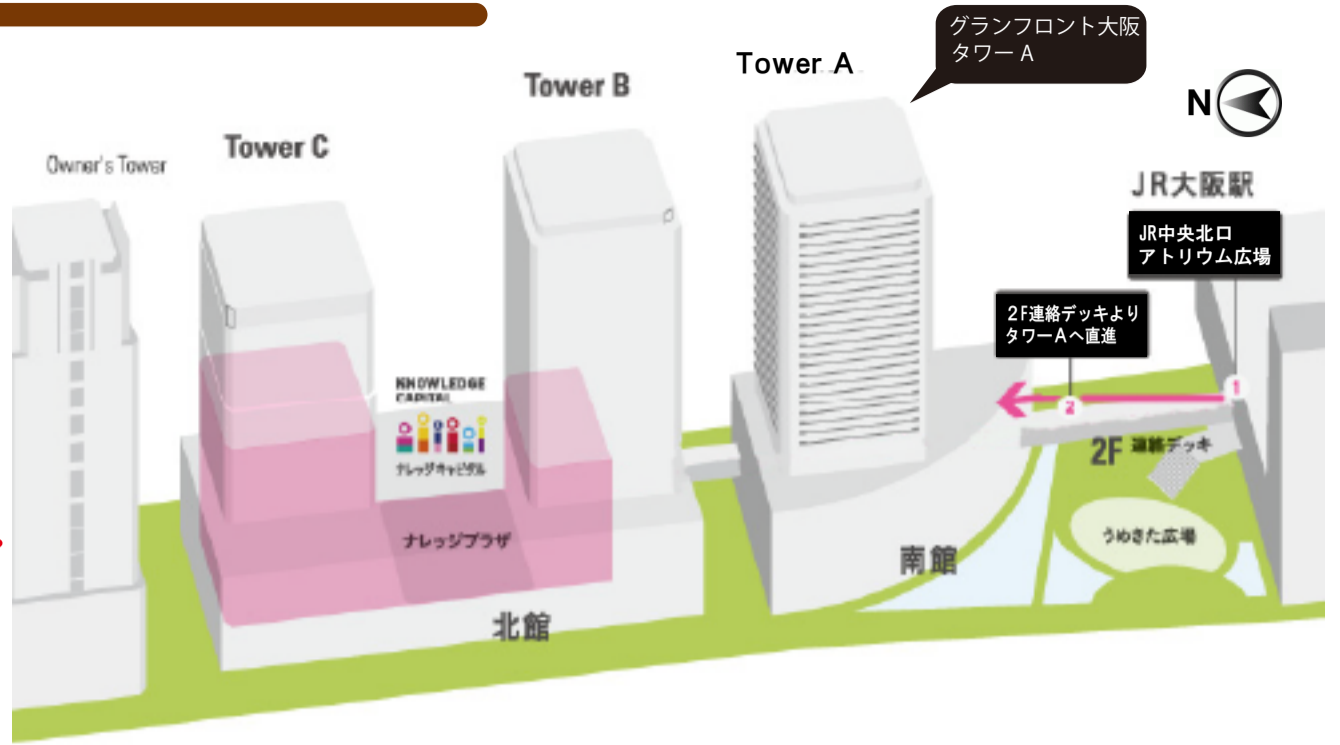 グランフロント大阪
タワー A
Tower A
Tower B
Tower C
Owner's Tower
N
JR大阪駅
JR中央北口
アトリウム広場
2F連絡デッキより
タワーAへ直進
1
2
2F 連絡デッキ
うめきた広場
KNOWLEDGE
CAPITAL
ナレッジキャピタル
ナレッジプラザ
南館
北館